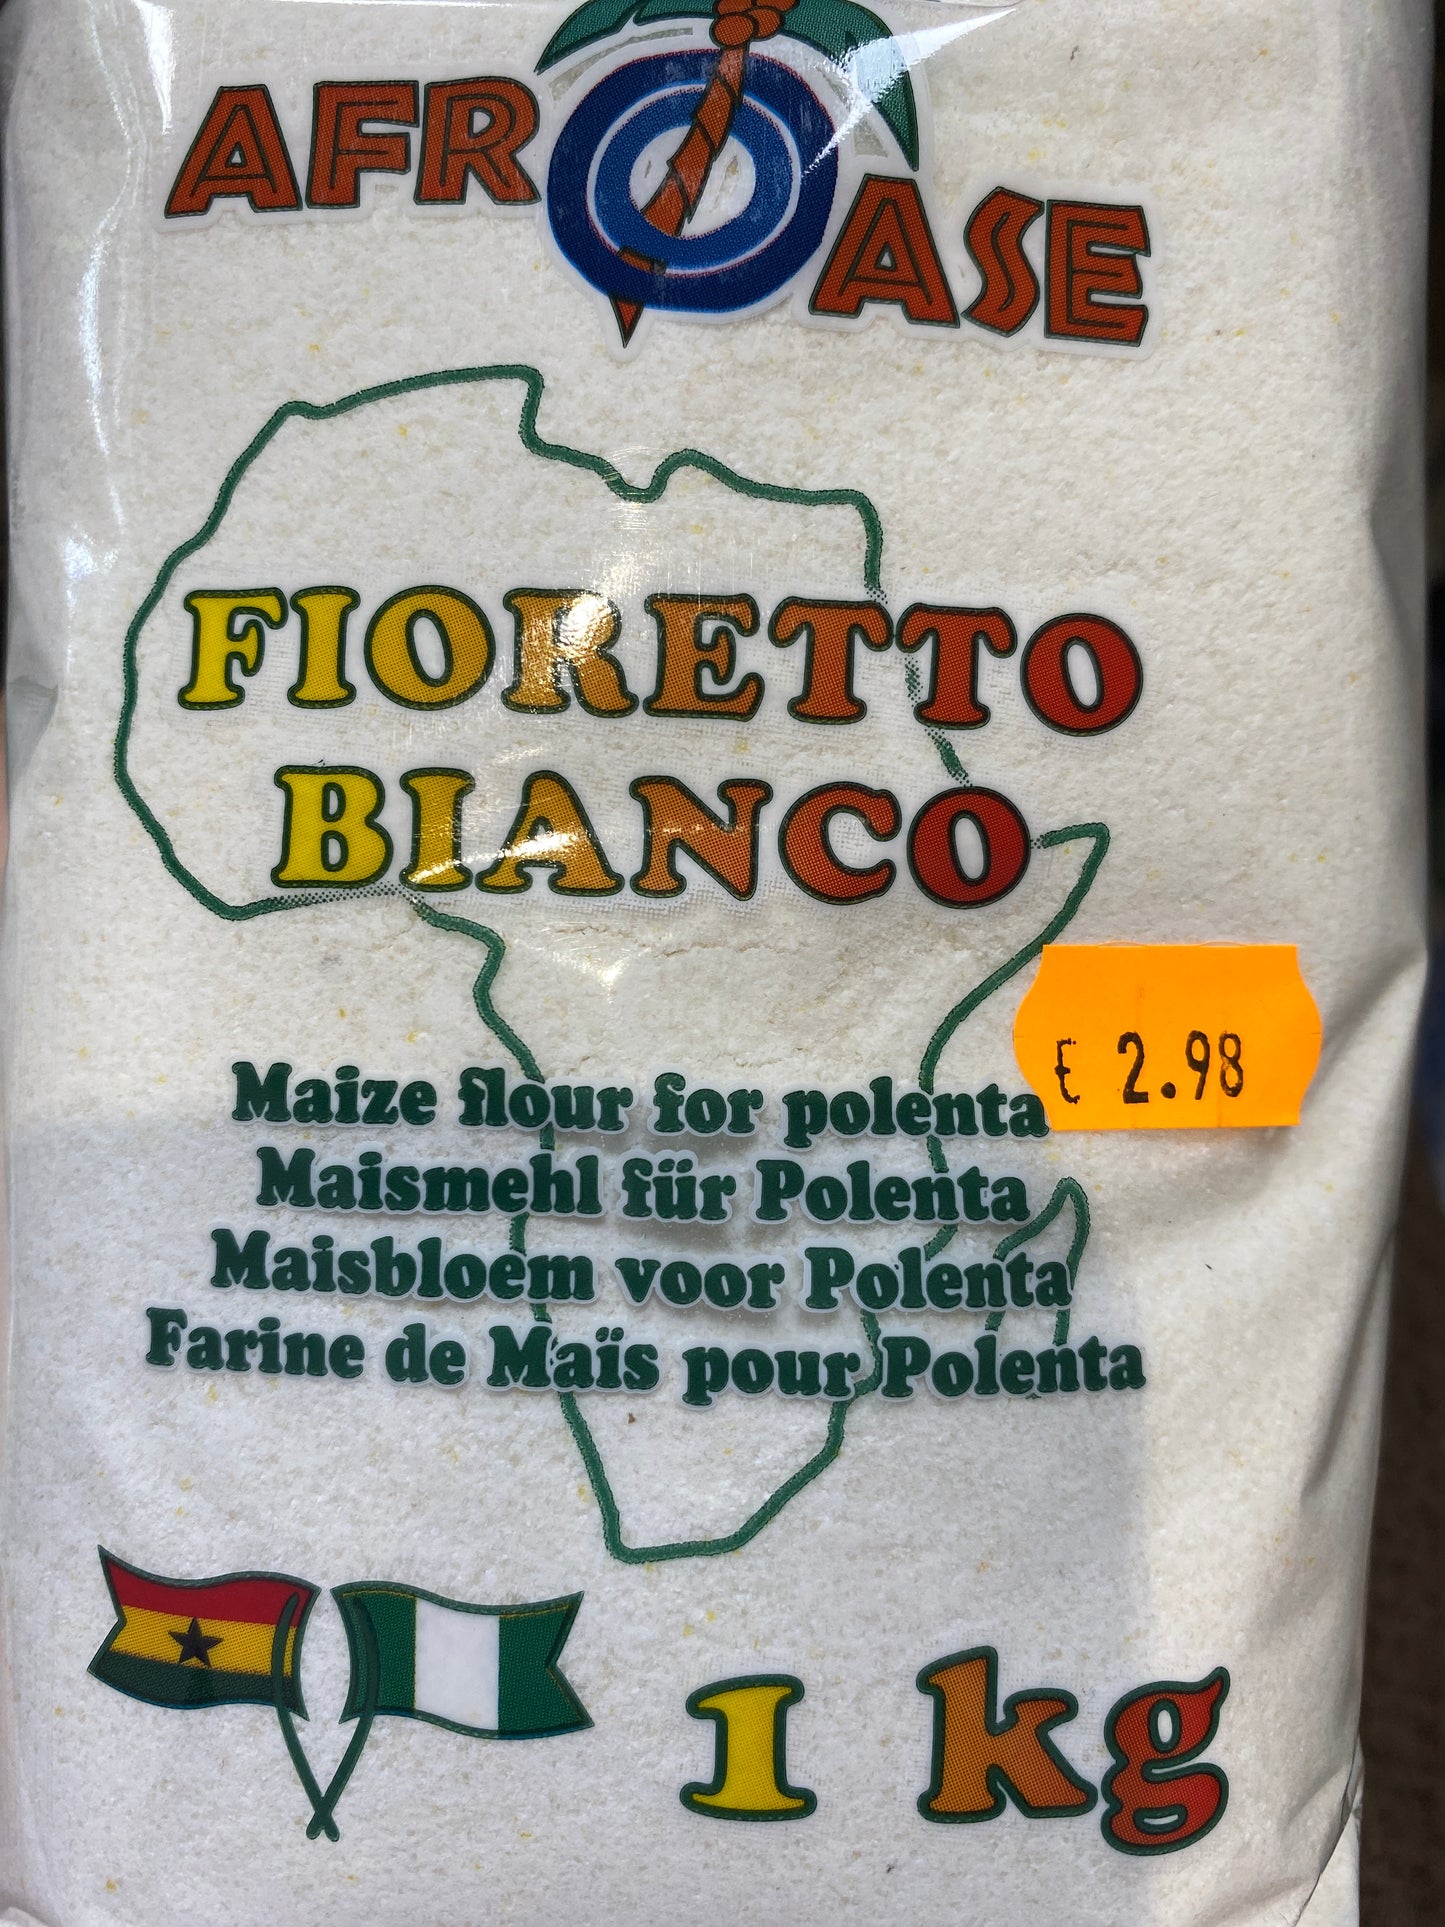 AFROASE
FIORETTO
BIANCO
€ 2.98
Maize flour for polenta
Maismehl für Polenta
Maisbloem voor Polenta
Farine de Maïs pour Polenta
1 kg